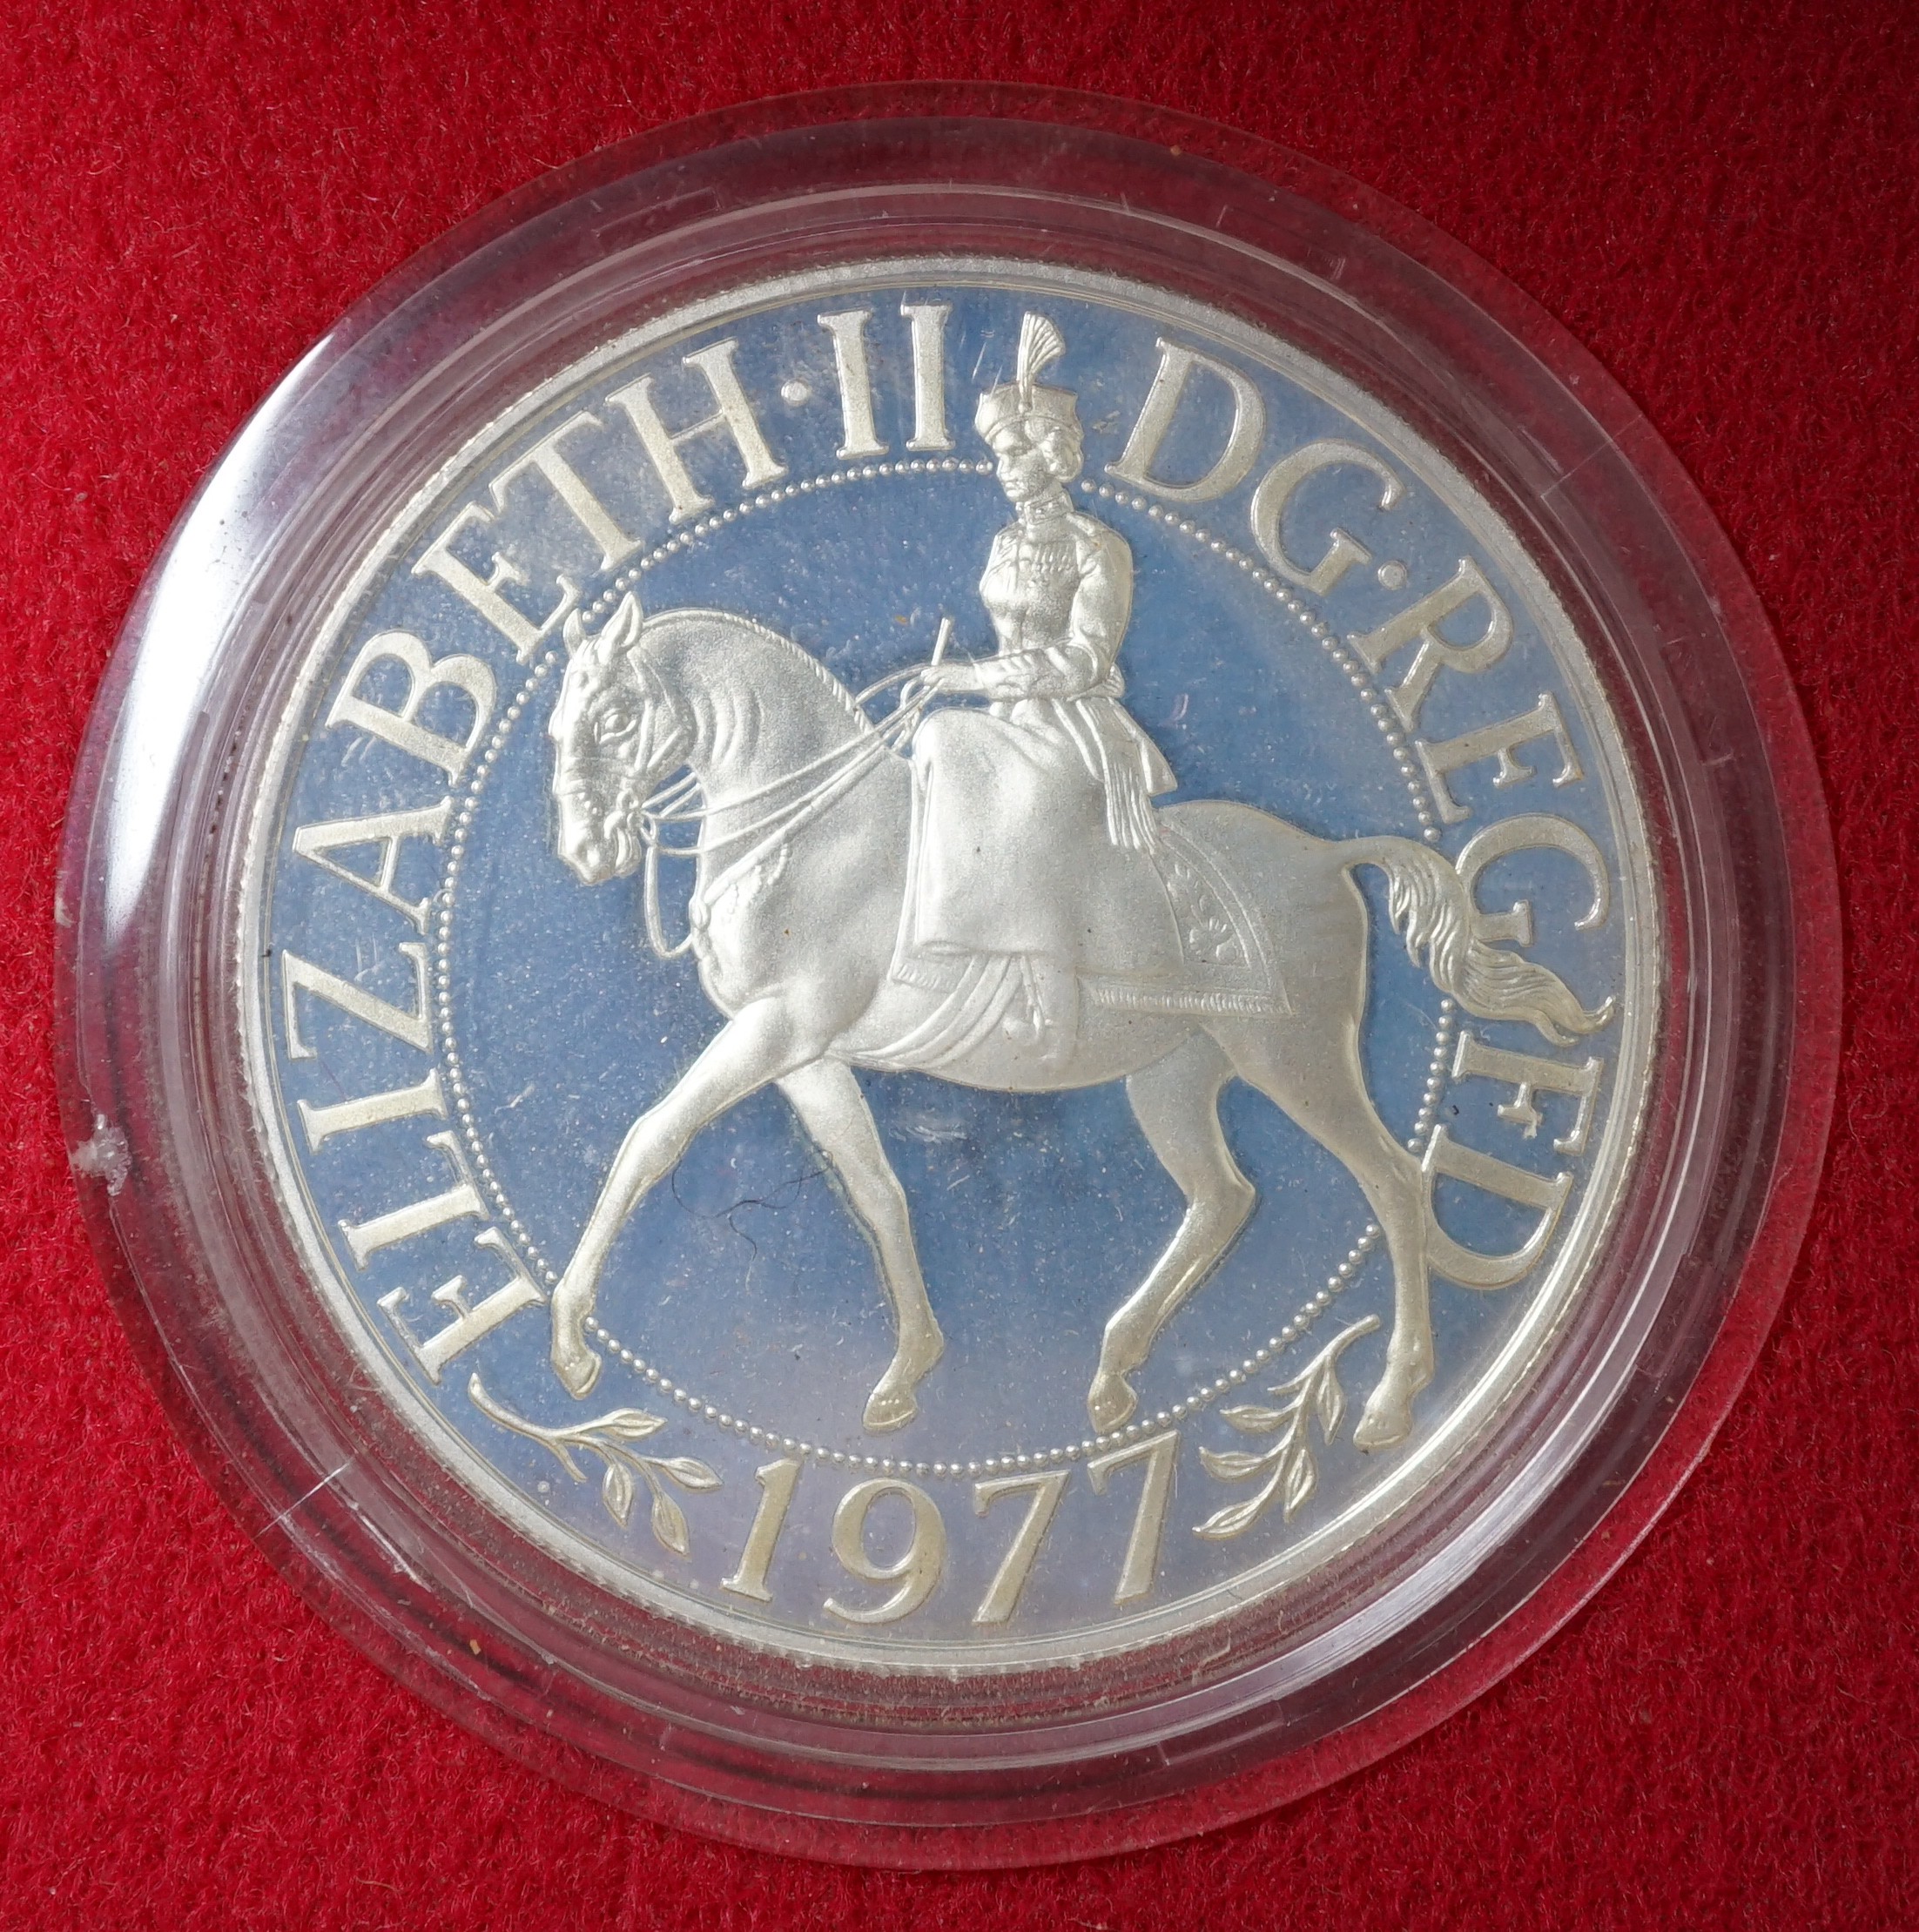 ELIZABETH·II DG·REG FD
1977